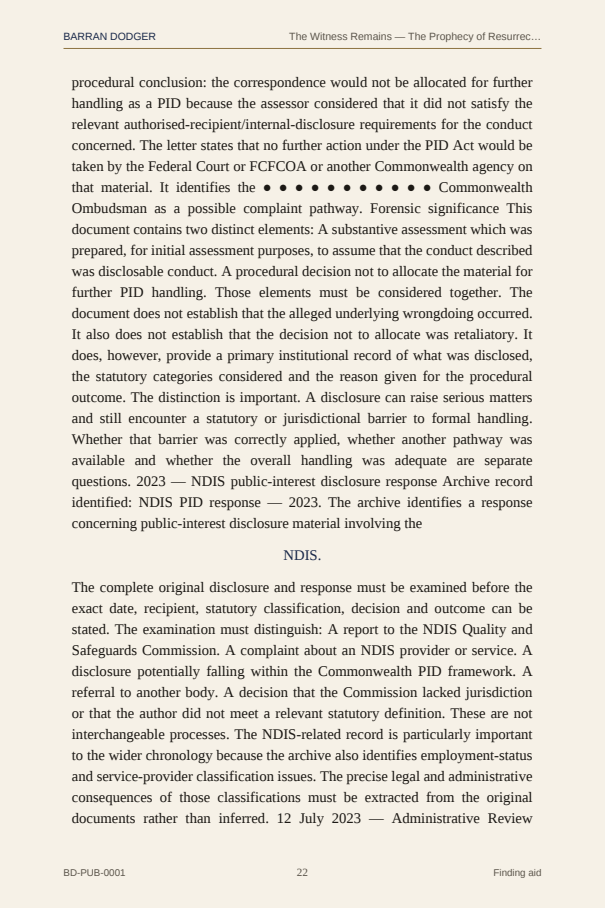 BARRAN DODGER
The Witness Remains — The Prophecy of Resurrec…
procedural conclusion: the correspondence would not be allocated for further
handling as a PID because the assessor considered that it did not satisfy the
relevant authorised-recipient/internal-disclosure requirements for the conduct
concerned. The letter states that no further action under the PID Act would be
taken by the Federal Court or FCFCOA or another Commonwealth agency on
that material. It identifies the ● ● ● ● ● ● ● ● ● ● ● Commonwealth
Ombudsman as a possible complaint pathway. Forensic significance This
document contains two distinct elements: A substantive assessment which was
prepared, for initial assessment purposes, to assume that the conduct described
was disclosable conduct. A procedural decision not to allocate the material for
further PID handling. Those elements must be considered together. The
document does not establish that the alleged underlying wrongdoing occurred.
It also does not establish that the decision not to allocate was retaliatory. It
does, however, provide a primary institutional record of what was disclosed,
the statutory categories considered and the reason given for the procedural
outcome. The distinction is important. A disclosure can raise serious matters
and still encounter a statutory or jurisdictional barrier to formal handling.
Whether that barrier was correctly applied, whether another pathway was
available and whether the overall handling was adequate are separate
questions. 2023 — NDIS public-interest disclosure response Archive record
identified: NDIS PID response — 2023. The archive identifies a response
concerning public-interest disclosure material involving the
NDIS.
The complete original disclosure and response must be examined before the
exact date, recipient, statutory classification, decision and outcome can be
stated. The examination must distinguish: A report to the NDIS Quality and
Safeguards Commission. A complaint about an NDIS provider or service. A
disclosure potentially falling within the Commonwealth PID framework. A
referral to another body. A decision that the Commission lacked jurisdiction
or that the author did not meet a relevant statutory definition. These are not
interchangeable processes. The NDIS-related record is particularly important
to the wider chronology because the archive also identifies employment-status
and service-provider classification issues. The precise legal and administrative
consequences of those classifications must be extracted from the original
documents rather than inferred. 12 July 2023 — Administrative Review
BD-PUB-0001
22
Finding aid